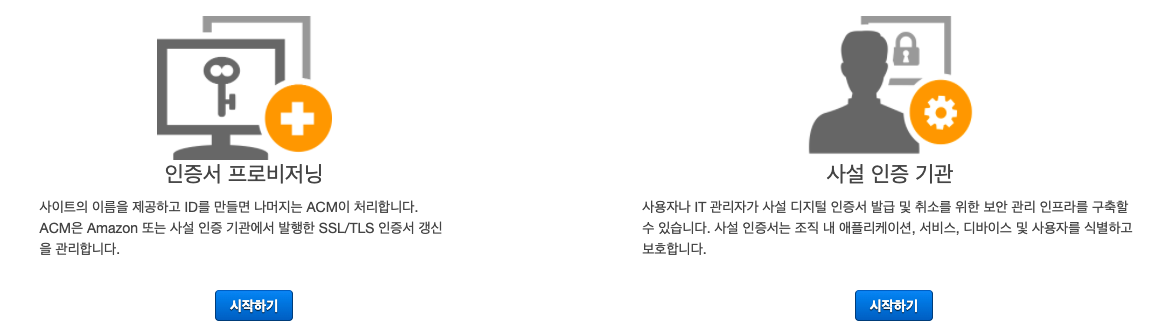 인증서 프로비저닝
사이트의 이름을 제공하고 ID를 만들면 나머지는 ACM이 처리합니다.
ACM은 Amazon 또는 사설 인증 기관에서 발행한 SSL/TLS 인증서 갱신
을 관리합니다.
시작하기
사설 인증 기관
사용자나 IT 관리자가 사설 디지털 인증서 발급 및 취소를 위한 보안 관리 인프라를 구축할
수 있습니다. 사설 인증서는 조직 내 애플리케이션, 서비스, 디바이스 및 사용자를 식별하고
보호합니다.
시작하기